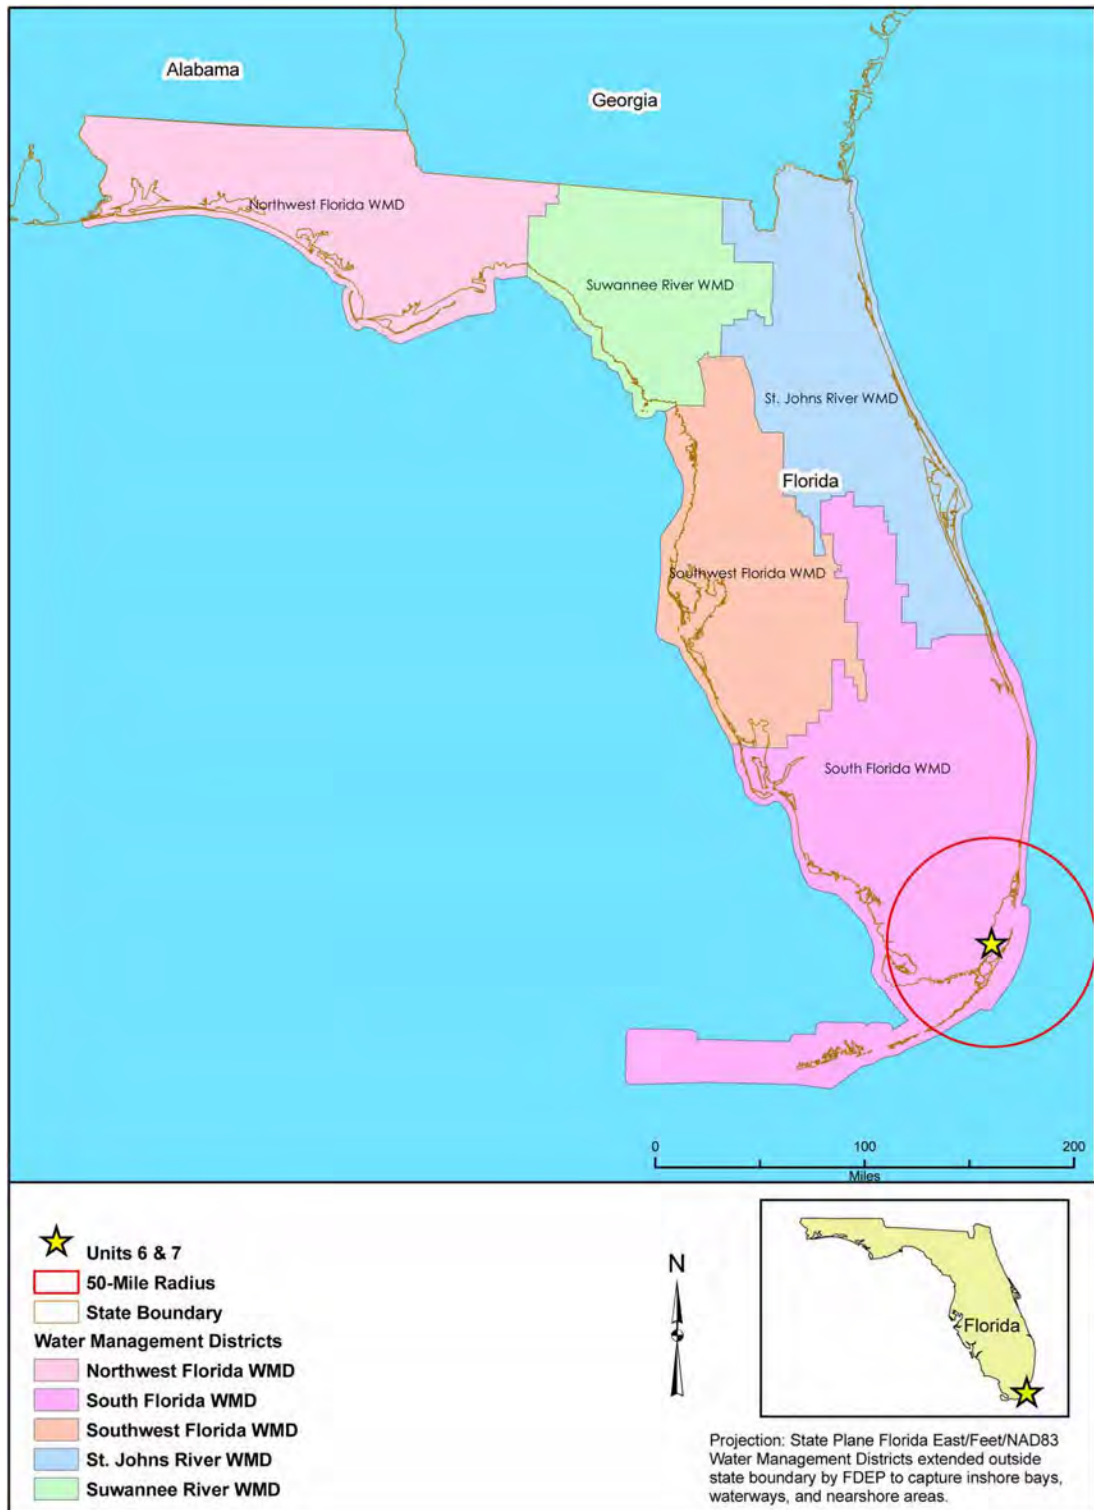 Alabama
Georgia
Northwest Florida WMD
Suwannee River WMD
St. Johns River WMD
Florida
Southwest Florida WMD
South Florida WMD
0 100 200
Miles
Units 6 & 7
50-Mile Radius
State Boundary
Water Management Districts
Northwest Florida WMD
South Florida WMD
Southwest Florida WMD
St. Johns River WMD
Suwannee River WMD
N
Florida
Projection: State Plane Florida East/Feet/NAD83
Water Management Districts extended outside
state boundary by FDEP to capture inshore bays,
waterways, and nearshore areas.